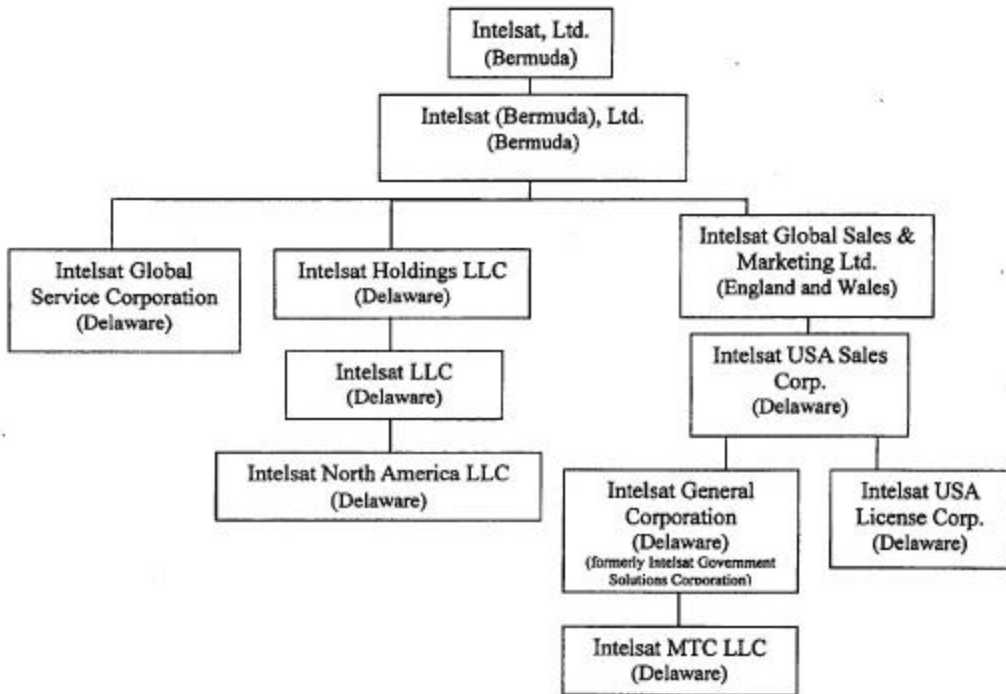 Intelsat, Ltd.
(Bermuda)
Intelsat (Bermuda), Ltd.
(Bermuda)
Intelsat Global
Service Corporation
(Delaware)
Intelsat Holdings LLC
(Delaware)
Intelsat Global Sales &
Marketing Ltd.
(England and Wales)
Intelsat LLC
(Delaware)
Intelsat USA Sales
Corp.
(Delaware)
Intelsat North America LLC
(Delaware)
Intelsat General
Corporation
(Delaware)
(formerly Intelsat Government
Solutions Corporation)
Intelsat USA
License Corp.
(Delaware)
Intelsat MTC LLC
(Delaware)